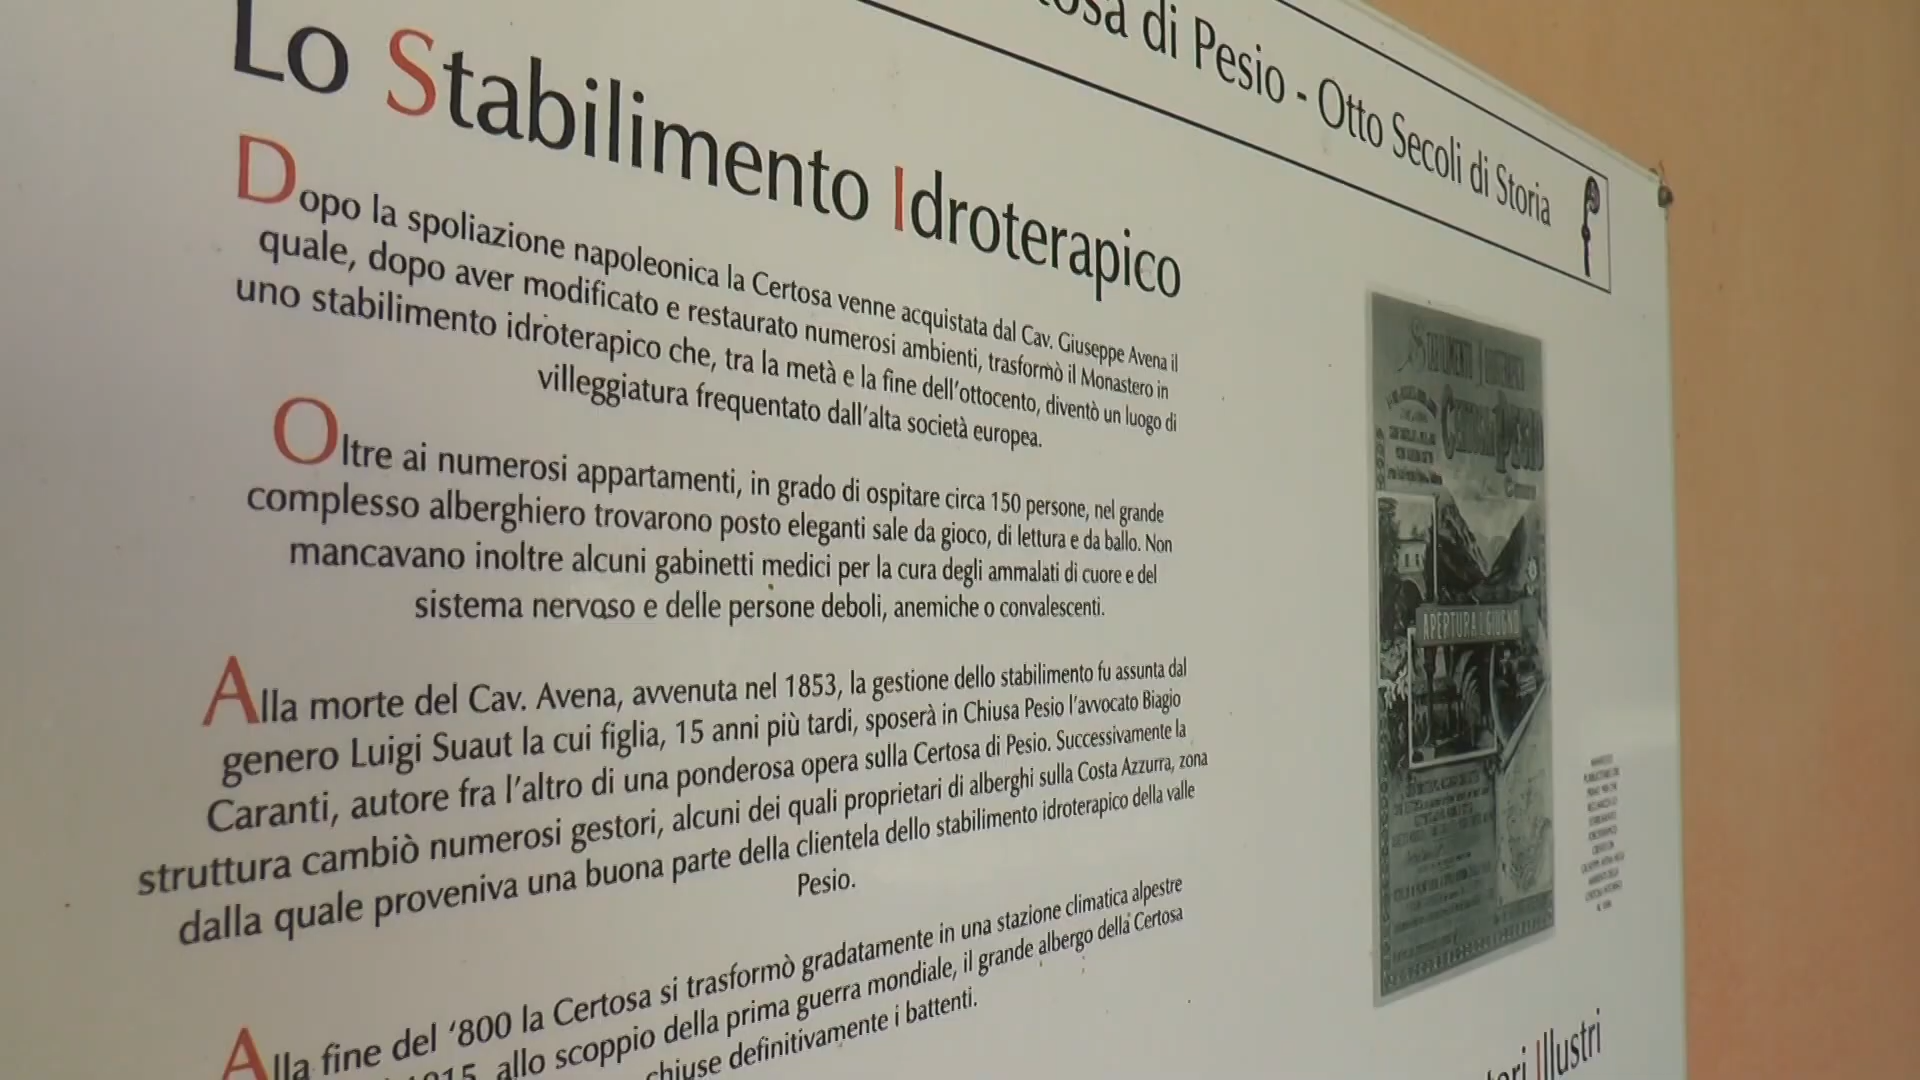 di Pesio - Otto Secoli di Storia
Lo Stabilimento Idroterapico
Dopo la spoliazione napoleonica la Certosa venne acquistata dal Cav. Giuseppe Avena il
quale, dopo aver modificato e restaurato numerosi ambienti, trasformò il Monastero in
uno stabilimento idroterapico che, tra la metà e la fine dell'ottocento, diventò un luogo di
villeggiatura frequentato dall'alta società europea.
Oltre ai numerosi appartamenti, in grado di ospitare circa 150 persone, nel grande
complesso alberghiero trovarono posto eleganti sale da gioco, di lettura e da ballo. Non
mancavano inoltre alcuni gabinetti medici per la cura degli ammalati di cuore e del
sistema nervoso e delle persone deboli, anemiche o convalescenti.
Alla morte del Cav. Avena, avvenuta nel 1853, la gestione dello stabilimento fu assunta dal
genero Luigi Suaut la cui figlia, 15 anni più tardi, sposerà in Chiusa Pesio l'avvocato Biagio
Caranti, autore fra l'altro di una ponderosa opera sulla Certosa di Pesio. Successivamente la
struttura cambiò numerosi gestori, alcuni dei quali proprietari di alberghi sulla Costa Azzurra, zona
dalla quale proveniva una buona parte della clientela dello stabilimento idroterapico della valle
Pesio.
Alla fine del '800 la Certosa si trasformò gradatamente in una stazione climatica alpestre
1915, allo scoppio della prima guerra mondiale, il grande albergo della Certosa
chiuse definitivamente i battenti.
Certosa Pesio
APERTURA 1 GIUGNO
Illustri